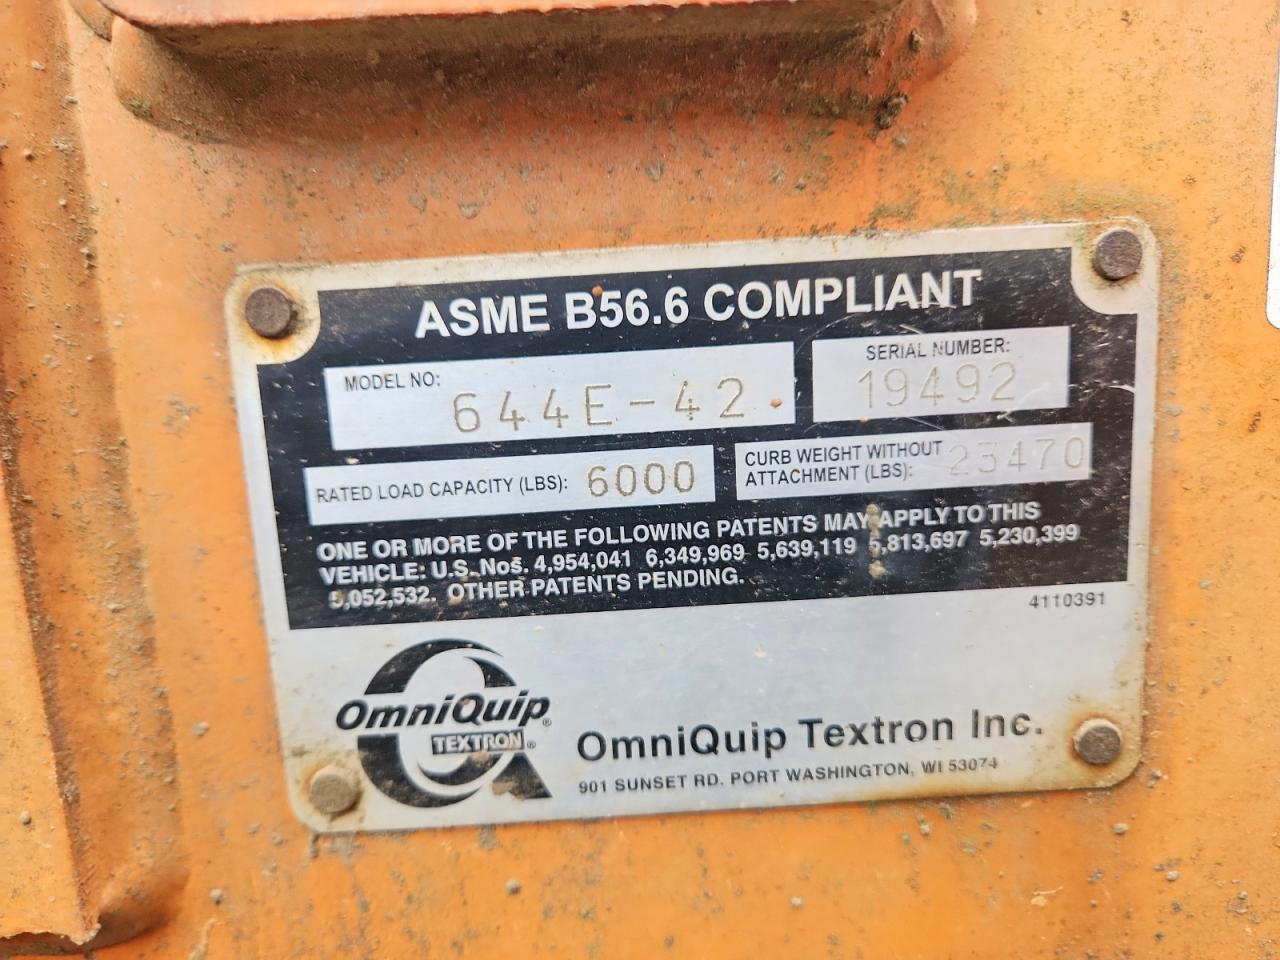 ASME B56.6 COMPLIANT
MODEL NO:
644E-42
SERIAL NUMBER:
19492
RATED LOAD CAPACITY (LBS): 6000
CURB WEIGHT WITHOUT
ATTACHMENT (LBS): 23470
ONE OR MORE OF THE FOLLOWING PATENTS MAY APPLY TO THIS
VEHICLE: U.S. Nos. 4,954,041 6,349,969 5,639,119 5,813,697 5,230,399
5,052,532. OTHER PATENTS PENDING.
4110391
OmniQuip®
TEXTRON®
OmniQuip Textron Inc.
901 SUNSET RD. PORT WASHINGTON, WI 53074